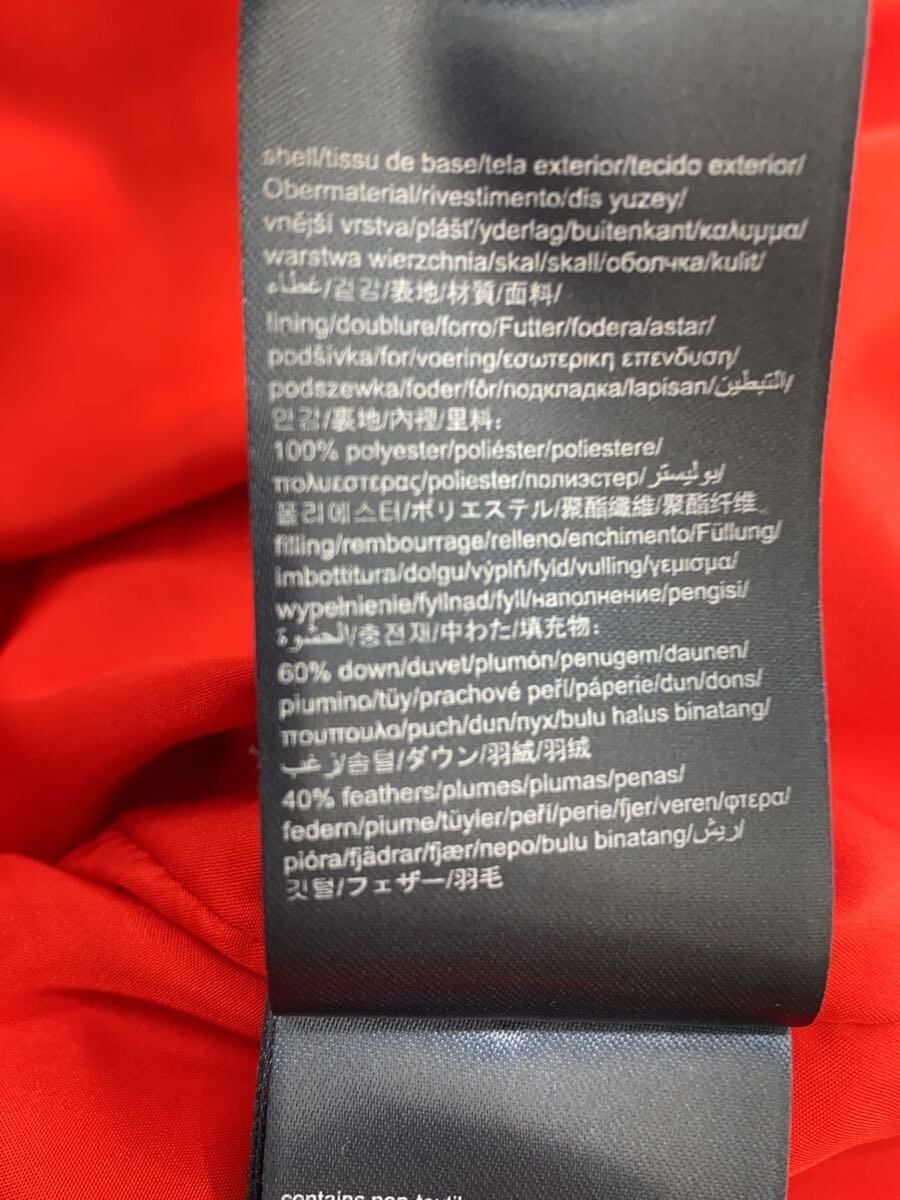 shell/tissu de base/tela exterior/tecido exterior/
Obermaterial/rivestimento/dis yuzey/
vnější vrstva/plášť/yderlag/buitenkant/καλυμμα/
warstwa wierzchnia/skal/skall/оболчка/kulit/
غطاء/겉감/表地/材質/面料/
lining/doublure/forro/Futter/fodera/astar/
podšivka/for/voering/εσωτερικη επενδυση/
podszewka/foder/fôr/подкладка/lapisan/التبطين/
안감/裏地/內裡/里料:
100% polyester/poliéster/poliestere/
πολυεστερας/poliester/полиэстер/بوليستر/
폴리에스터/ポリエステル/聚酯纖維/聚酯纤维
filling/rembourrage/relleno/enchimento/Füllung/
imbottitura/dolgu/výplň/fyld/vulling/γεμισμα/
wypełnienie/fyllnad/fyll/наполнение/pengisi/
الحشوة/충전재/中わた/填充物:
60% down/duvet/plumón/penugem/daunen/
piumino/tüy/prachové peří/páperie/dun/dons/
πουπουλο/puch/dun/пух/bulu halus binatang/
زغب/솜털/ダウン/羽絨/羽绒
40% feathers/plumes/plumas/penas/
federn/piume/tüyler/peří/perie/fjer/veren/φτερα/
pióra/fjädrar/fjær/перо/bulu binatang/ريش/
깃털/フェザー/羽毛
contains non-textil